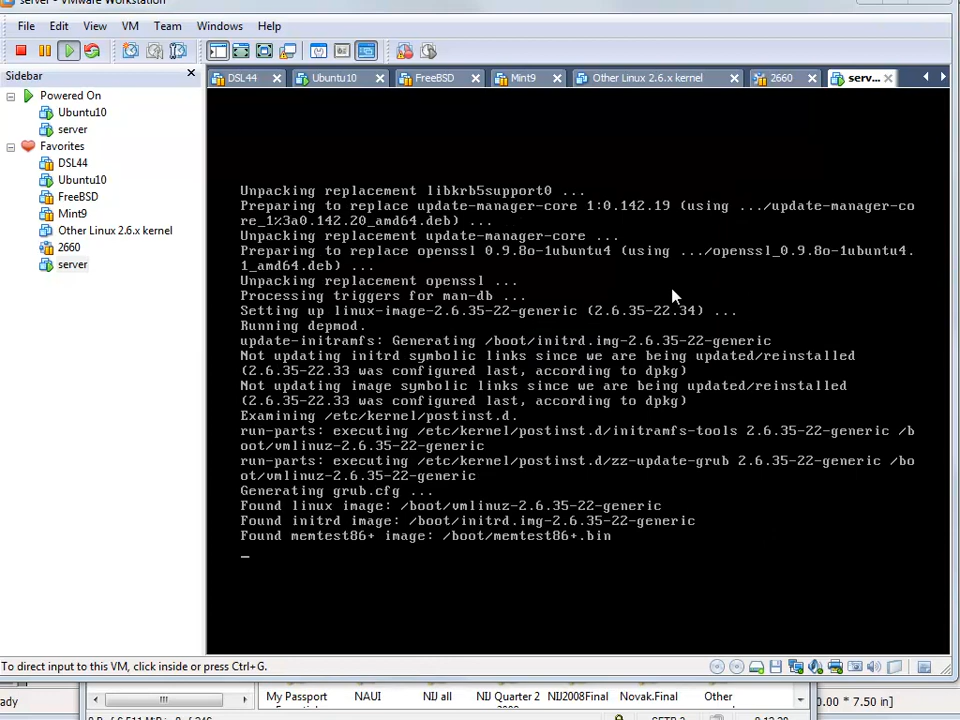 server - VMware Workstation
File Edit View VM Team Windows Help
Sidebar
Powered On
Ubuntu10
server
Favorites
DSL44
Ubuntu10
FreeBSD
Mint9
Other Linux 2.6.x kernel
2660
server
DSL44 Ubuntu10 FreeBSD Mint9 Other Linux 2.6.x kernel 2660 serv...
Unpacking replacement libkrb5support0 ...
Preparing to replace update-manager-core 1:0.142.19 (using .../update-manager-co
re_1%3a0.142.20_amd64.deb) ...
Unpacking replacement update-manager-core ...
Preparing to replace openssl 0.9.8o-1ubuntu4 (using .../openssl_0.9.8o-1ubuntu4.
1_amd64.deb) ...
Unpacking replacement openssl ...
Processing triggers for man-db ...
Setting up linux-image-2.6.35-22-generic (2.6.35-22.34) ...
Running depmod.
update-initramfs: Generating /boot/initrd.img-2.6.35-22-generic
Not updating initrd symbolic links since we are being updated/reinstalled
(2.6.35-22.33 was configured last, according to dpkg)
Not updating image symbolic links since we are being updated/reinstalled
(2.6.35-22.33 was configured last, according to dpkg)
Examining /etc/kernel/postinst.d.
run-parts: executing /etc/kernel/postinst.d/initramfs-tools 2.6.35-22-generic /b
oot/vmlinuz-2.6.35-22-generic
run-parts: executing /etc/kernel/postinst.d/zz-update-grub 2.6.35-22-generic /bo
ot/vmlinuz-2.6.35-22-generic
Generating grub.cfg ...
Found linux image: /boot/vmlinuz-2.6.35-22-generic
Found initrd image: /boot/initrd.img-2.6.35-22-generic
Found memtest86+ image: /boot/memtest86+.bin
_
To direct input to this VM, click inside or press Ctrl+G.
ady
My Passport NAUI NIJ all NIJ Quarter 2 NIJ2008Final Novak.Final Other
.00 * 7.50 in]